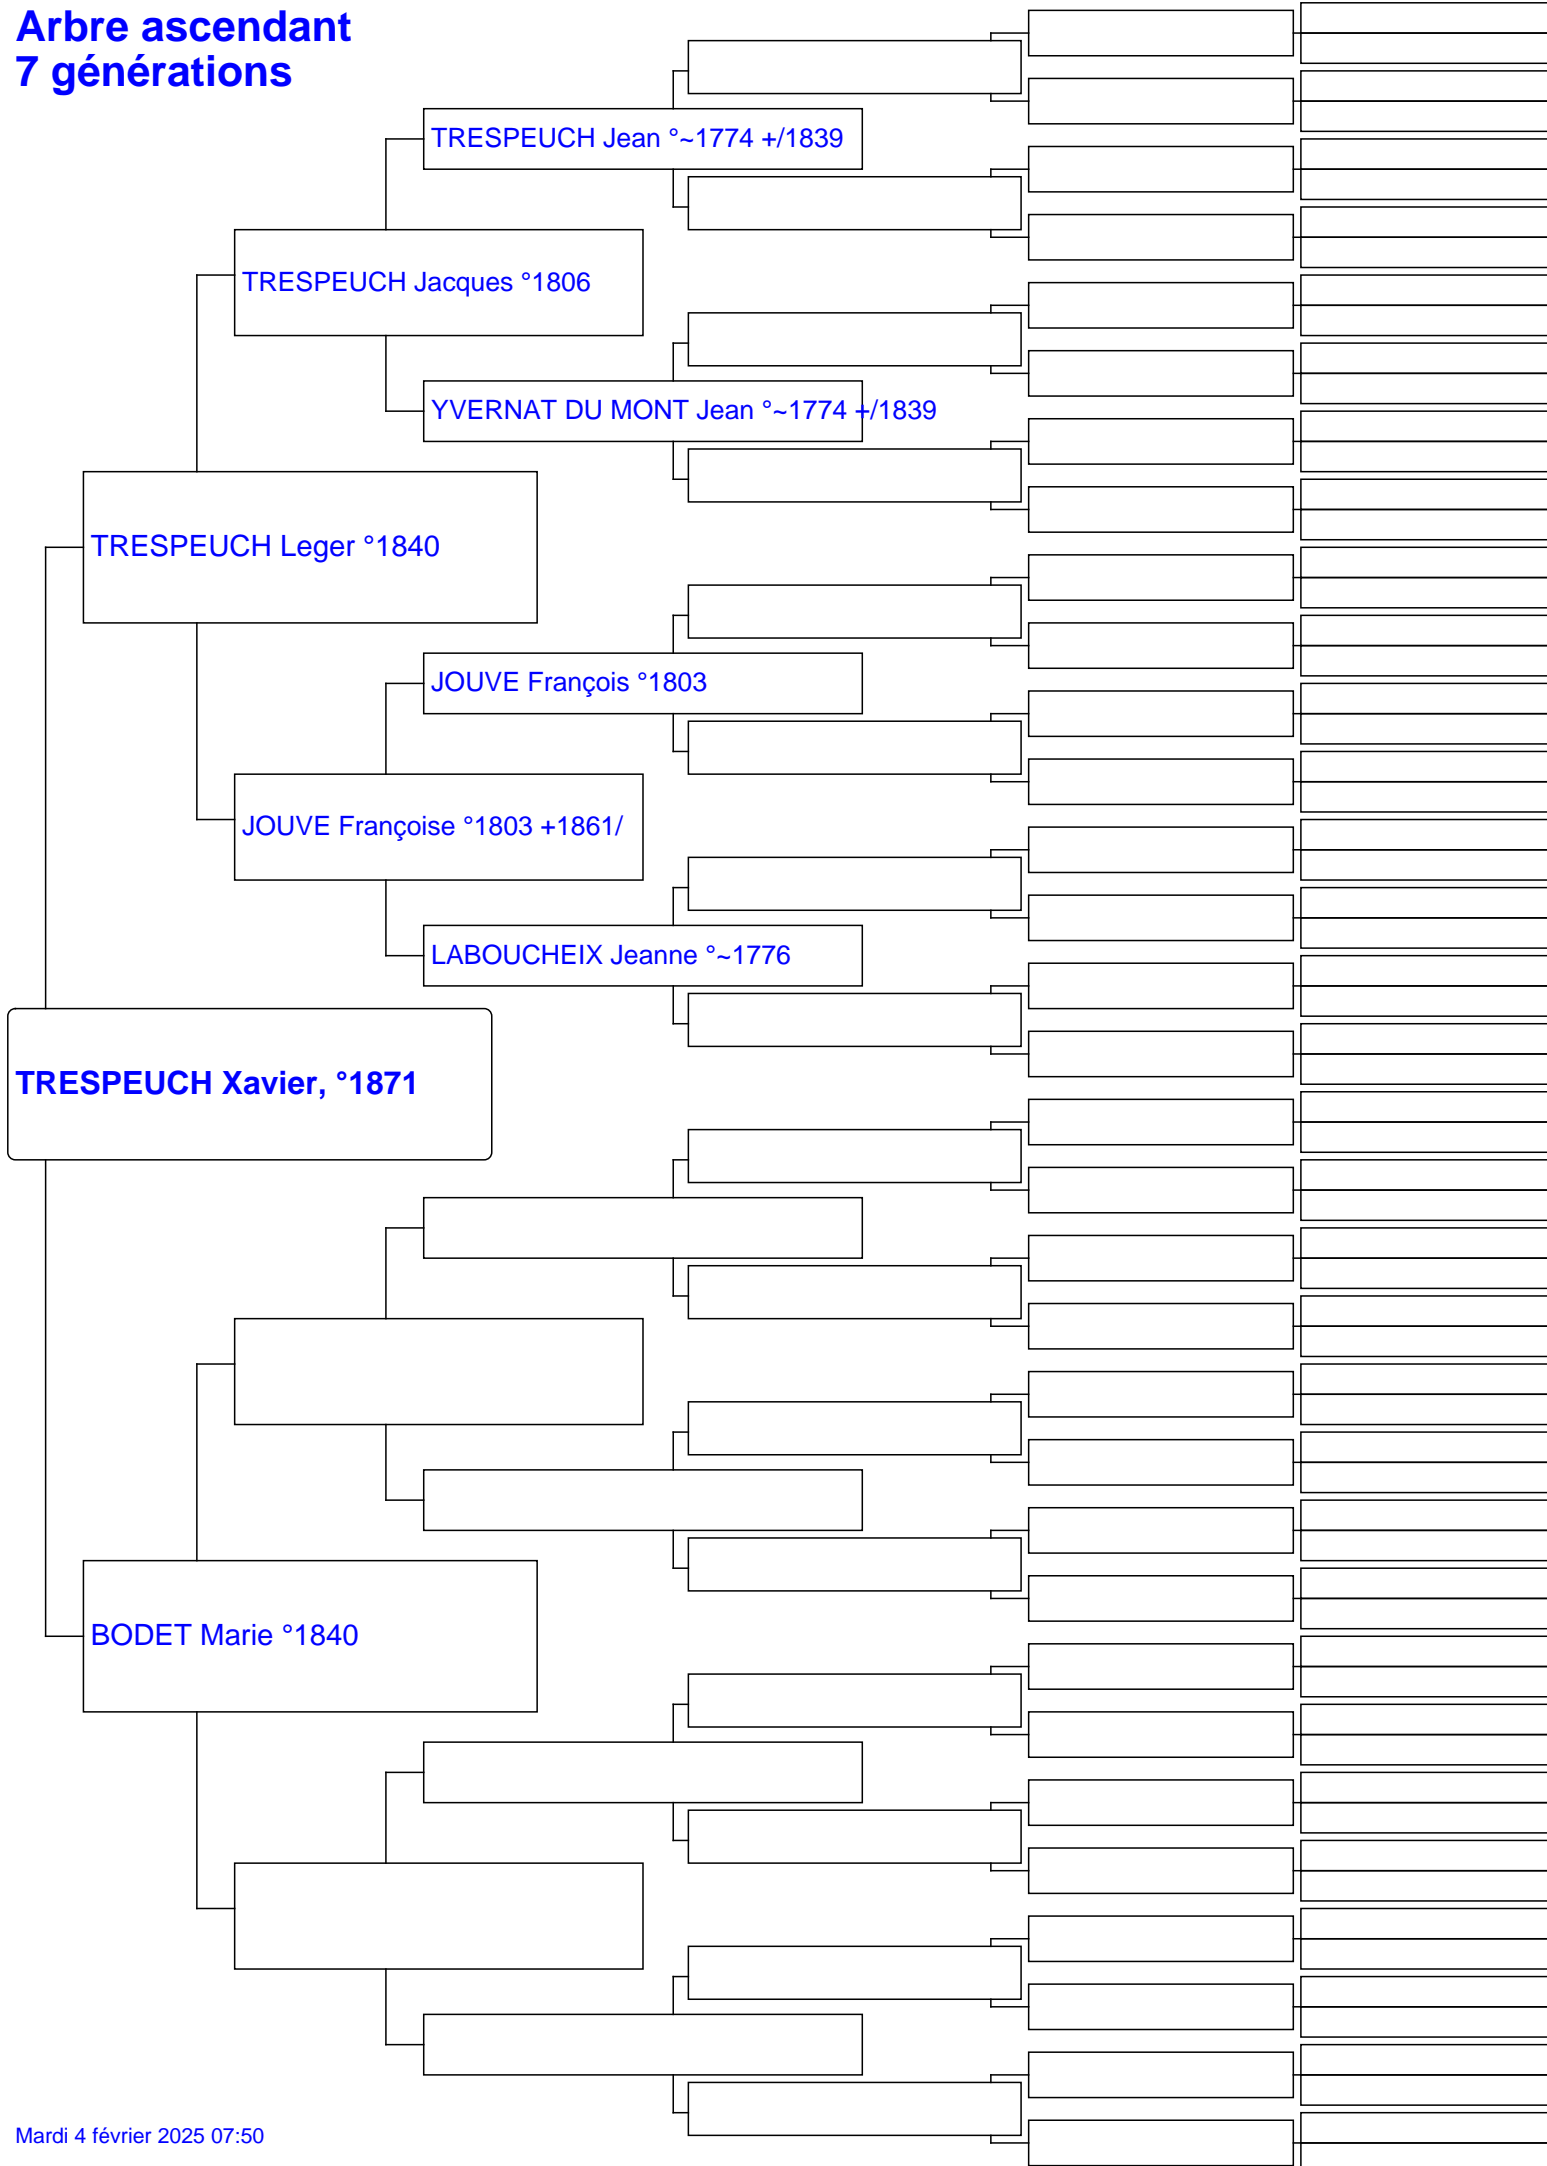 Arbre ascendant
7 générations
TRESPEUCH Jean °~1774 +/1839
TRESPEUCH Jacques °1806
YVERNAT DU MONT Jean °~1774 +/1839
TRESPEUCH Leger °1840
JOUVE François °1803
JOUVE Françoise °1803 +1861/
LABOUCHEIX Jeanne °~1776
TRESPEUCH Xavier, °1871
BODET Marie °1840
Mardi 4 février 2025 07:50